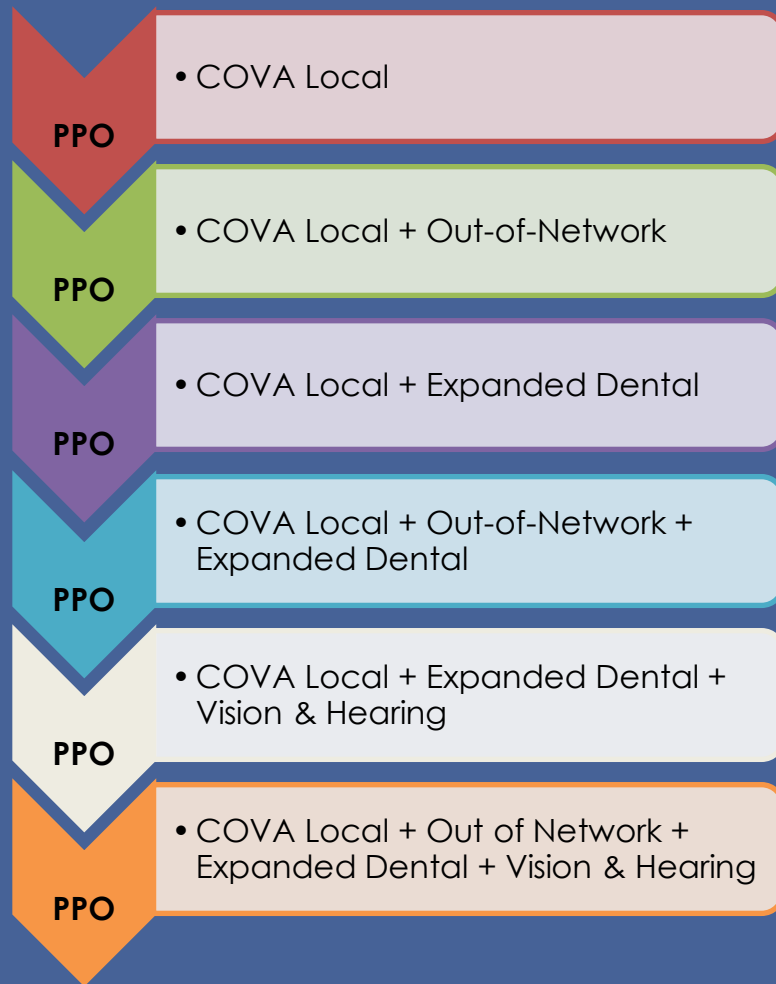 PPO
• COVA Local
PPO
• COVA Local + Out-of-Network
PPO
• COVA Local + Expanded Dental
PPO
• COVA Local + Out-of-Network +
Expanded Dental
PPO
• COVA Local + Expanded Dental +
Vision & Hearing
PPO
• COVA Local + Out of Network +
Expanded Dental + Vision & Hearing